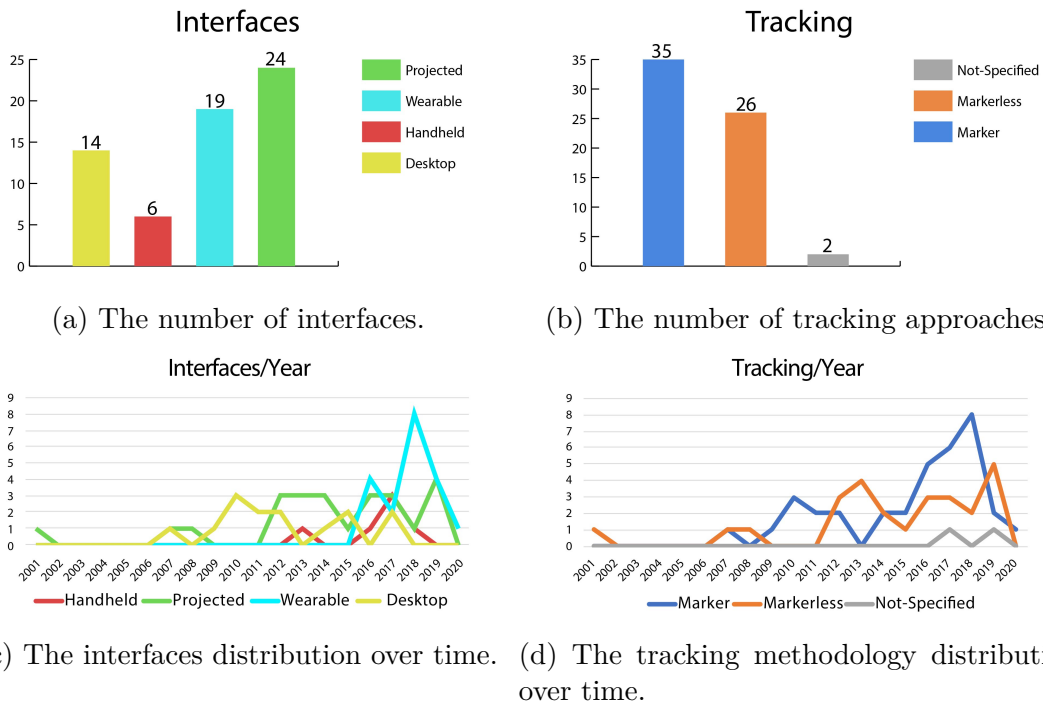 Interfaces
25
20
15
10
5
0
14
6
19
24
Projected
Wearable
Handheld
Desktop
(a) The number of interfaces.
Tracking
35
30
25
20
15
10
5
0
35
26
2
Not-Specified
Markerless
Marker
(b) The number of tracking approaches
Interfaces/Year
9
8
7
6
5
4
3
2
1
0
2001 2002 2003 2004 2005 2006 2007 2008 2009 2010 2011 2012 2013 2014 2015 2016 2017 2018 2019 2020
Handheld Projected Wearable Desktop
) The interfaces distribution over time.
Tracking/Year
9
8
7
6
5
4
3
2
1
0
2001 2002 2003 2004 2005 2006 2007 2008 2009 2010 2011 2012 2013 2014 2015 2016 2017 2018 2019 2020
Marker Markerless Not-Specified
(d) The tracking methodology distributi
over time.